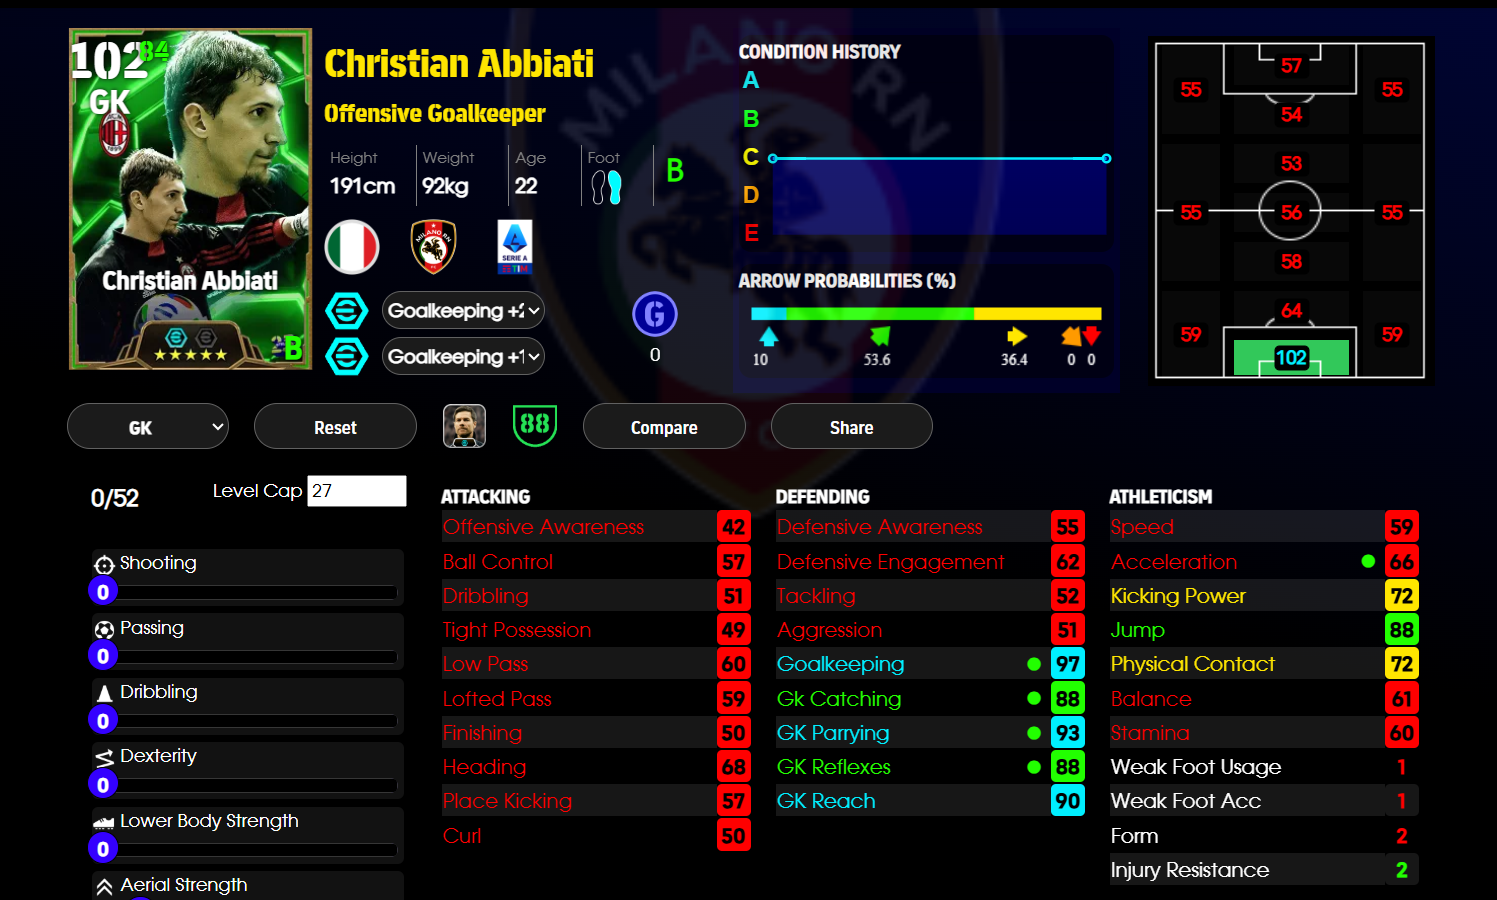 102 84
GK
Christian Abbiati
B
Christian Abbiati
Offensive Goalkeeper
Height
191cm
Weight
92kg
Age
22
Foot
B
MILANO RN
SERIE A
TIM
Goalkeeping +
Goalkeeping +1
G
0
CONDITION HISTORY
A
B
C
D
E
ARROW PROBABILITIES (%)
10 53.6 36.4 0 0
57
55 55
54
53
55 56 55
58
64
59 59
102
GK
Reset
88
Compare
Share
0/52
Level Cap 27
Shooting
0
Passing
0
Dribbling
0
Dexterity
0
Lower Body Strength
0
Aerial Strength
ATTACKING
Offensive Awareness 42
Ball Control 57
Dribbling 51
Tight Possession 49
Low Pass 60
Lofted Pass 59
Finishing 50
Heading 68
Place Kicking 57
Curl 50
DEFENDING
Defensive Awareness 55
Defensive Engagement 62
Tackling 52
Aggression 51
Goalkeeping 97
Gk Catching 88
GK Parrying 93
GK Reflexes 88
GK Reach 90
ATHLETICISM
Speed 59
Acceleration 66
Kicking Power 72
Jump 88
Physical Contact 72
Balance 61
Stamina 60
Weak Foot Usage 1
Weak Foot Acc 1
Form 2
Injury Resistance 2